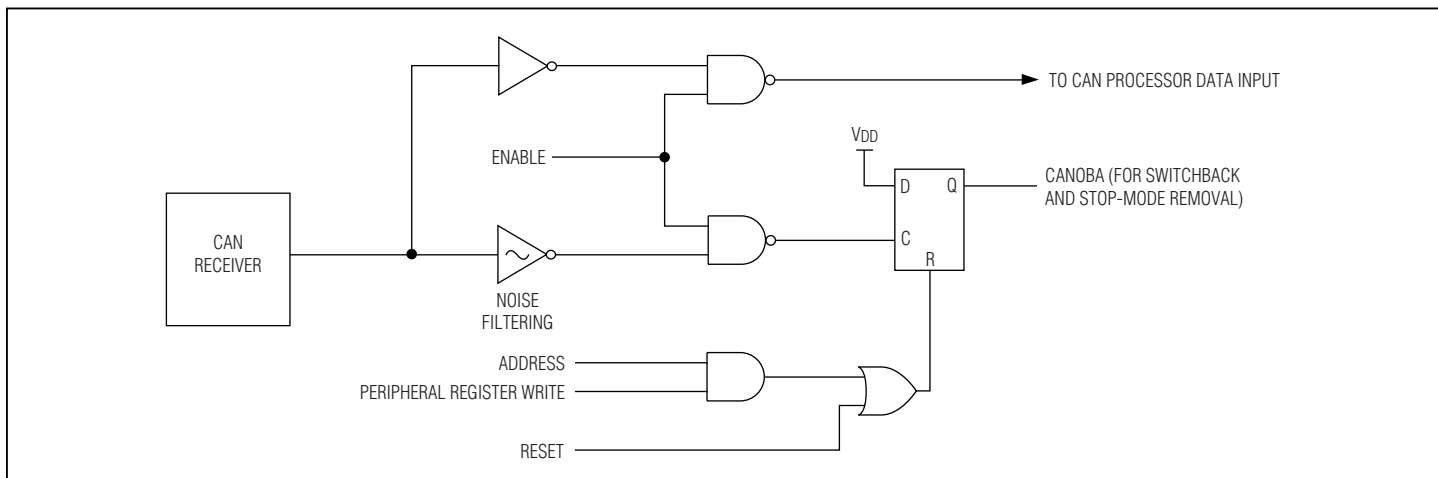 TO CAN PROCESSOR DATA INPUT
VDD
ENABLE
D
Q
CANOBA (FOR SWITCHBACK
AND STOP-MODE REMOVAL)
CAN
RECEIVER
C
R
NOISE
FILTERING
ADDRESS
PERIPHERAL REGISTER WRITE
RESET